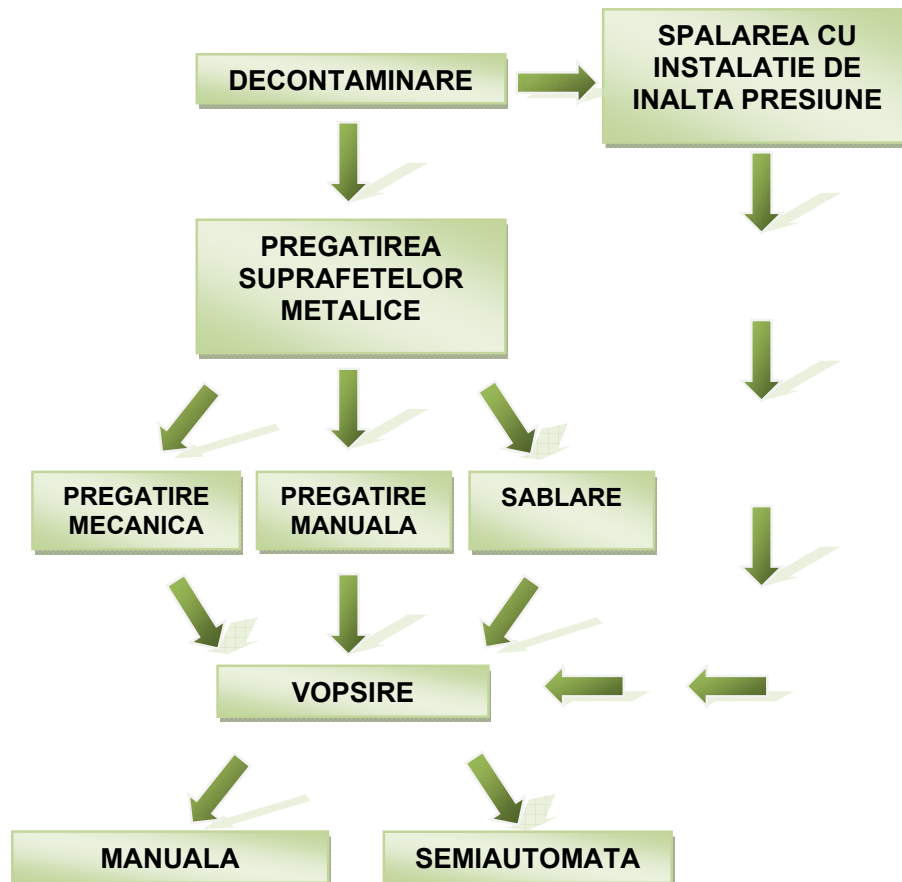 DECONTAMINARE
SPALAREA CU
INSTALATIE DE
INALTA PRESIUNE
PREGATIREA
SUPRAFETELOR
METALICE
PREGATIRE
MECANICA
PREGATIRE
MANUALA
SABLARE
VOPSIRE
MANUALA
SEMIAUTOMATA